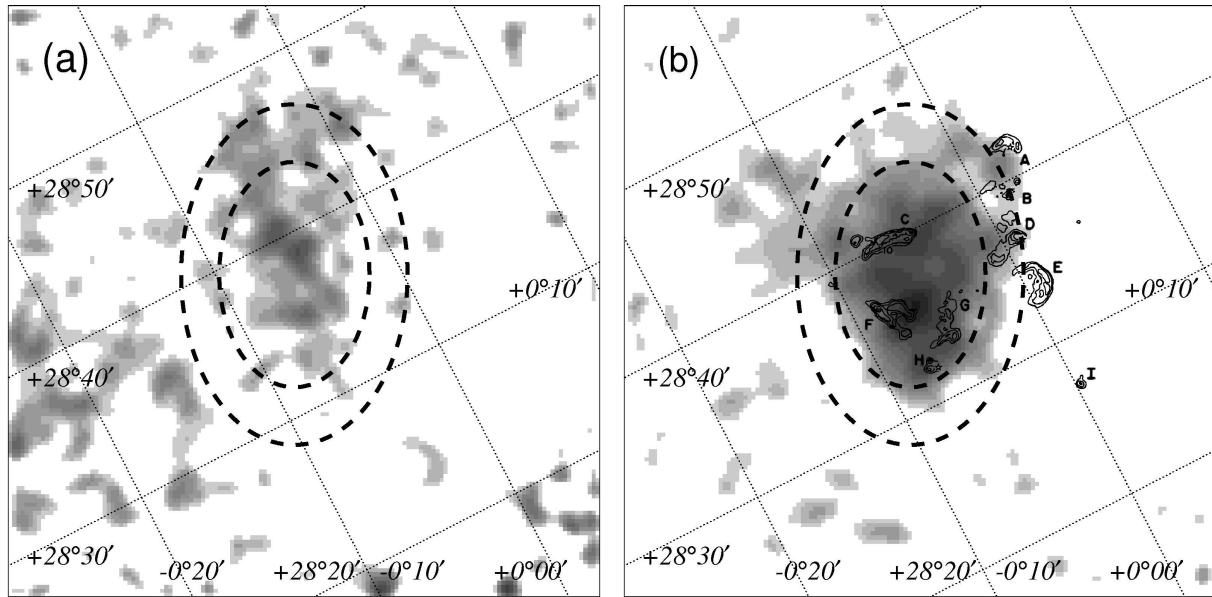 (a)
+28°50′
+0°10′
+28°40′
+28°30′
-0°20′
+28°20′
-0°10′
+0°00′
(b)
A
+28°50′
B
C
D
E
+0°10′
G
F
H
+28°40′
I
+28°30′
-0°20′
+28°20′
-0°10′
+0°00′